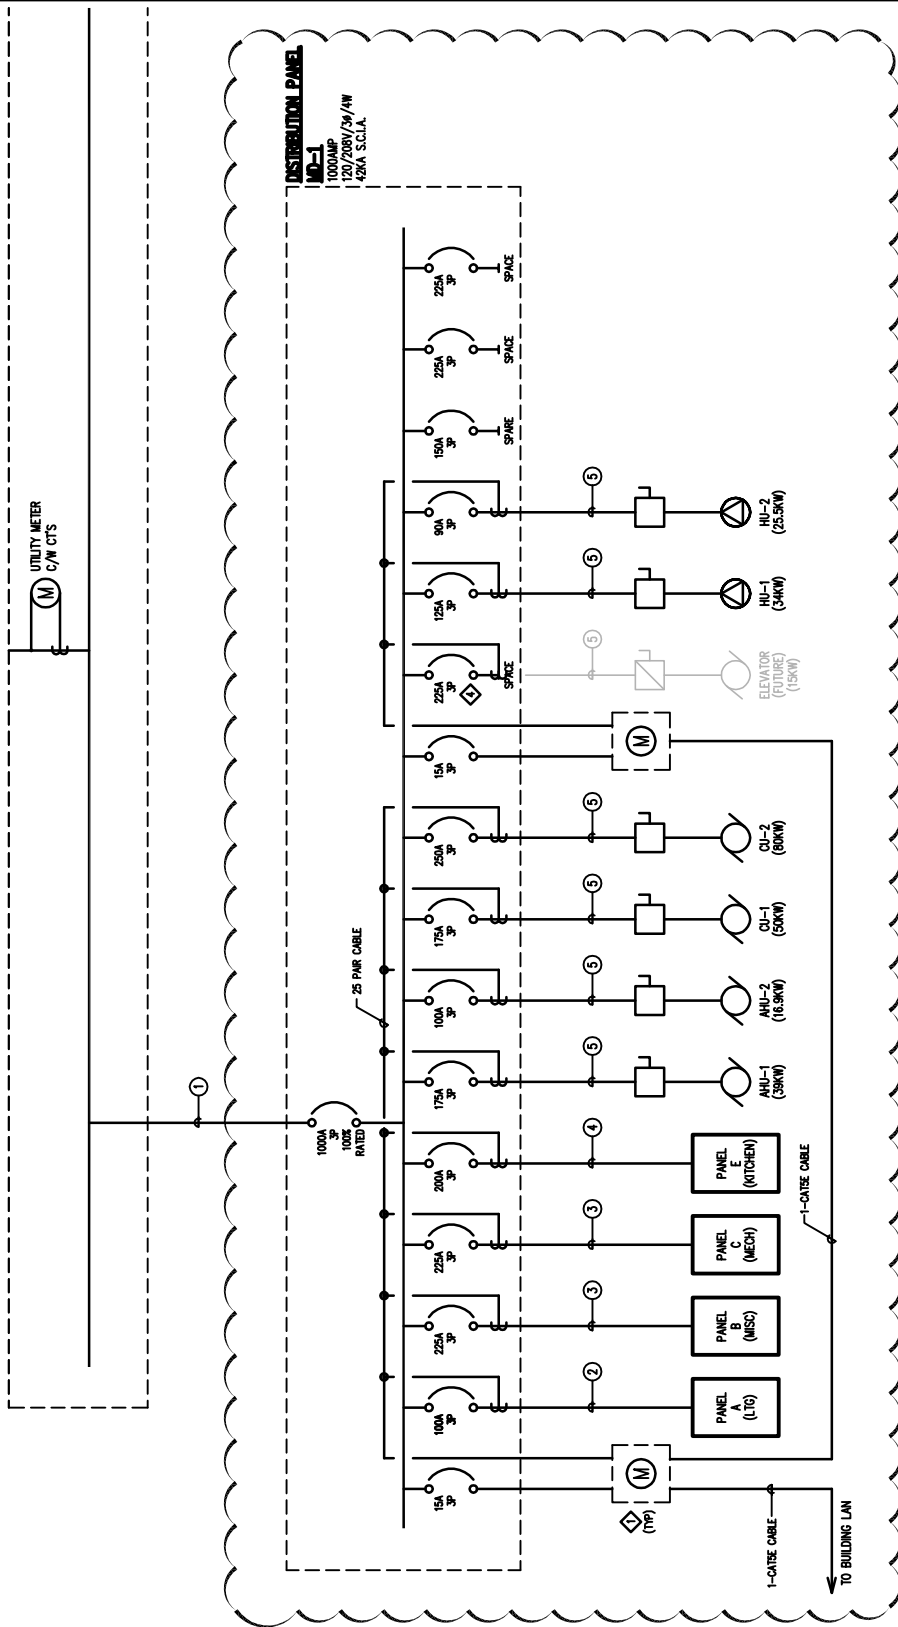 UTILITY METER
C/W CT'S
M
DISTRIBUTION PANEL
MD-1
1000AMP
120/208V/3ø/4W
42KA S.C.I.A.
1
1000A
3P
100%
RATED
25 PAIR CABLE
15A
3P
M
1
(TYP)
1-CAT5E CABLE
TO BUILDING LAN
100A
3P
2
PANEL
A
(LTG)
225A
3P
3
PANEL
B
(MISC)
225A
3P
3
PANEL
C
(MECH)
200A
3P
4
PANEL
E
(KITCHEN)
1-CAT5E CABLE
175A
3P
5
AHU-1
(39KW)
100A
3P
5
AHU-2
(16.9KW)
175A
3P
5
CU-1
(50KW)
250A
3P
5
CU-2
(80KW)
15A
3P
M
225A
3P
4
SPACE
5
ELEVATOR
(FUTURE)
(15KW)
125A
3P
5
HU-1
(34KW)
90A
3P
5
HU-2
(25.5KW)
150A
3P
SPARE
225A
3P
SPACE
225A
3P
SPACE